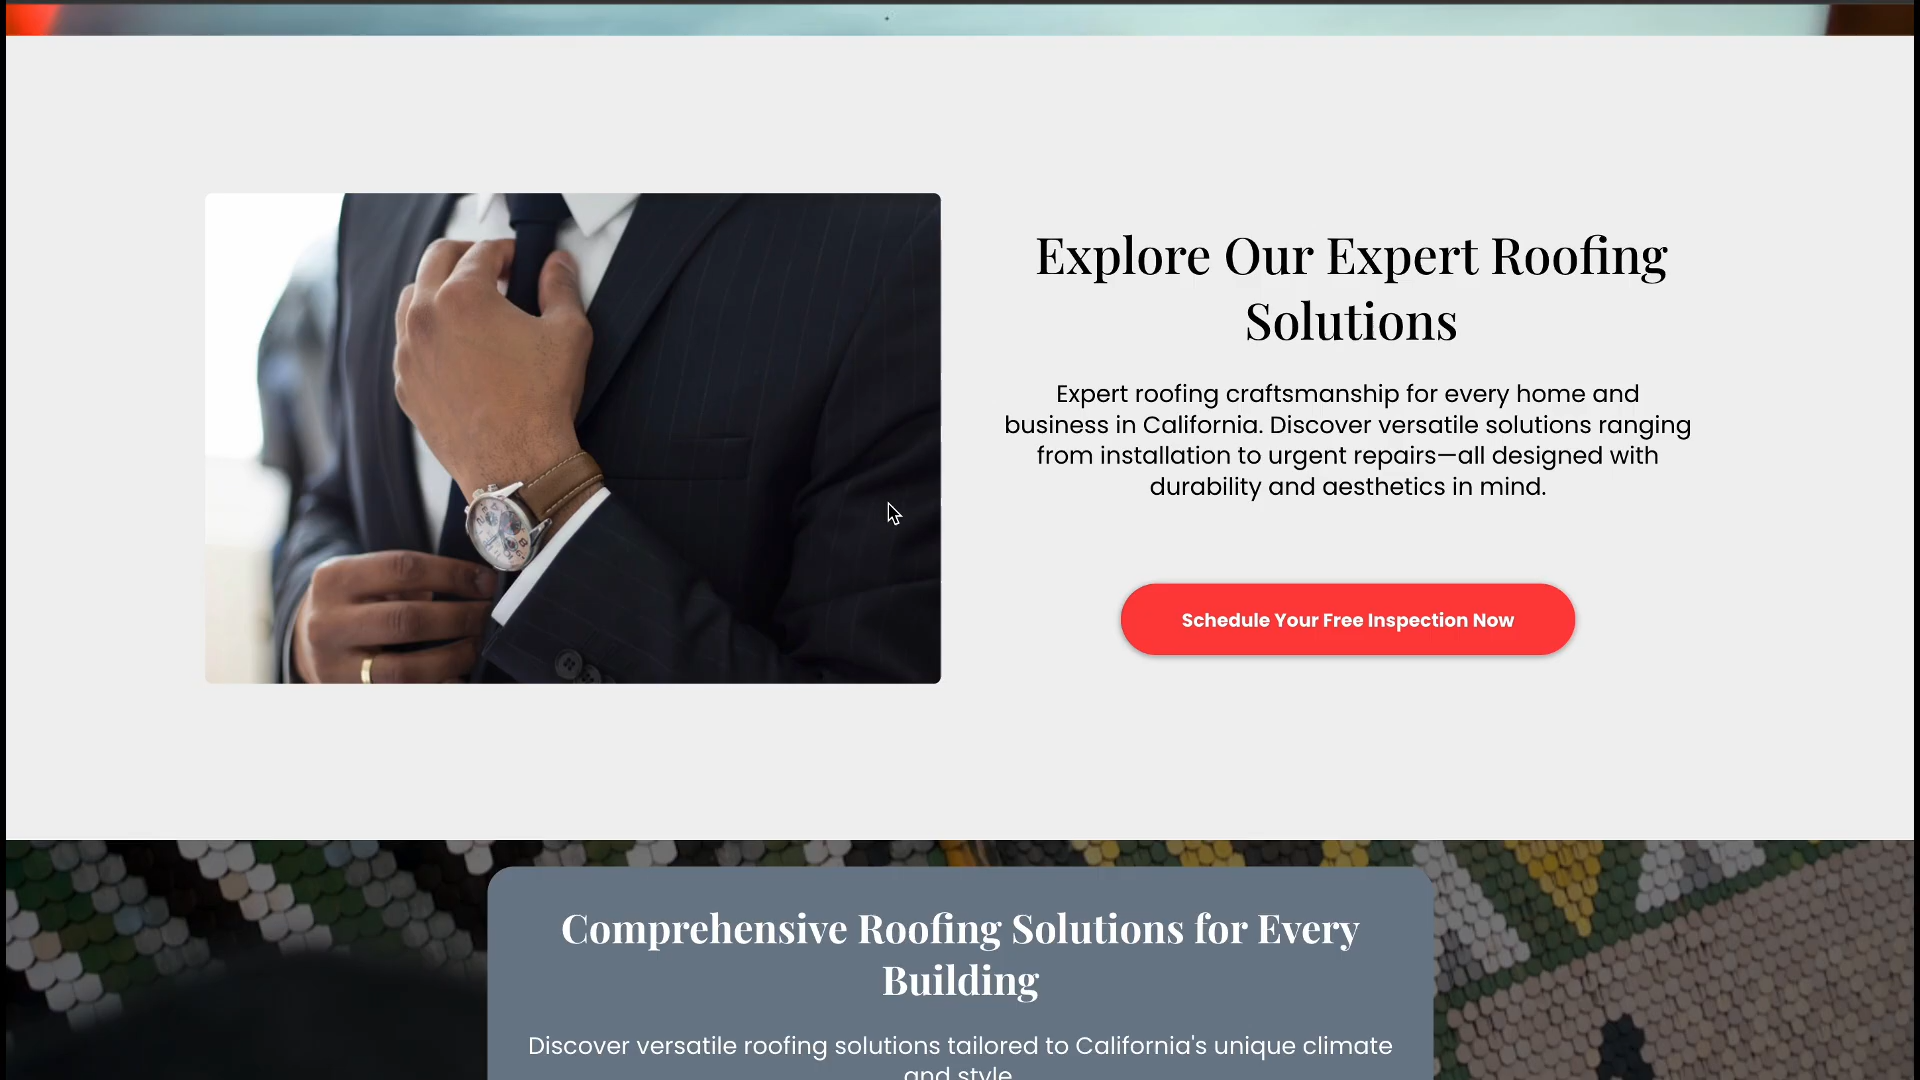 Explore Our Expert Roofing
Solutions
Expert roofing craftsmanship for every home and
business in California. Discover versatile solutions ranging
from installation to urgent repairs—all designed with
durability and aesthetics in mind.
Schedule Your Free Inspection Now
Comprehensive Roofing Solutions for Every
Building
Discover versatile roofing solutions tailored to California's unique climate
and style.